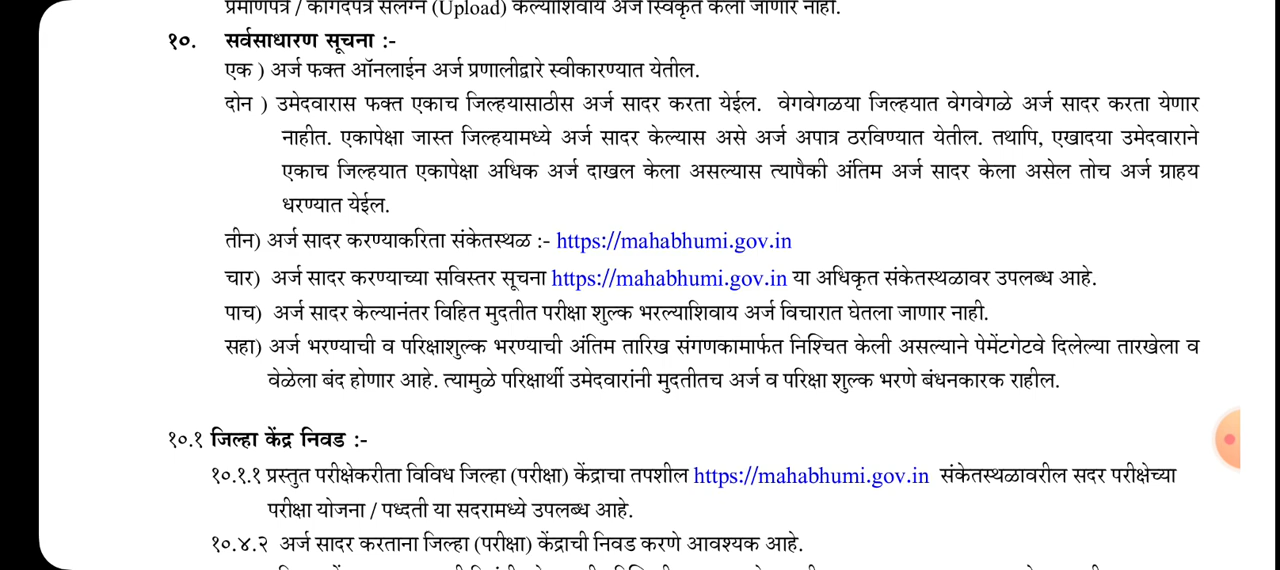 प्रमाणपत्र / कागदपत्र संलग्न (Upload) केल्याशिवाय अर्ज स्विकृत केला जाणार नाही.
१०. सर्वसाधारण सूचना :-
एक ) अर्ज फक्त ऑनलाईन अर्ज प्रणालीद्वारे स्वीकारण्यात येतील.
दोन ) उमेदवारास फक्त एकाच जिल्हयासाठीस अर्ज सादर करता येईल. वेगवेगळया जिल्हयात वेगवेगळे अर्ज सादर करता येणार
नाहीत. एकापेक्षा जास्त जिल्हयामध्ये अर्ज सादर केल्यास असे अर्ज अपात्र ठरविण्यात येतील. तथापि, एखादया उमेदवाराने
एकाच जिल्हयात एकापेक्षा अधिक अर्ज दाखल केला असल्यास त्यापैकी अंतिम अर्ज सादर केला असेल तोच अर्ज ग्राहय
धरण्यात येईल.
तीन) अर्ज सादर करण्याकरिता संकेतस्थळ :- https://mahabhumi.gov.in
चार) अर्ज सादर करण्याच्या सविस्तर सूचना https://mahabhumi.gov.in या अधिकृत संकेतस्थळावर उपलब्ध आहे.
पाच) अर्ज सादर केल्यानंतर विहित मुदतीत परीक्षा शुल्क भरल्याशिवाय अर्ज विचारात घेतला जाणार नाही.
सहा) अर्ज भरण्याची व परिक्षाशुल्क भरण्याची अंतिम तारिख संगणकामार्फत निश्चित केली असल्याने पेमेंटगेटवे दिलेल्या तारखेला व
वेळेला बंद होणार आहे. त्यामुळे परिक्षार्थी उमेदवारांनी मुदतीतच अर्ज व परिक्षा शुल्क भरणे बंधनकारक राहील.
१०.१ जिल्हा केंद्र निवड :-
१०.१.१ प्रस्तुत परीक्षेकरीता विविध जिल्हा (परीक्षा) केंद्राचा तपशील https://mahabhumi.gov.in संकेतस्थळावरील सदर परीक्षेच्या
परीक्षा योजना / पध्दती या सदरामध्ये उपलब्ध आहे.
१०.४.२ अर्ज सादर करताना जिल्हा (परीक्षा) केंद्राची निवड करणे आवश्यक आहे.